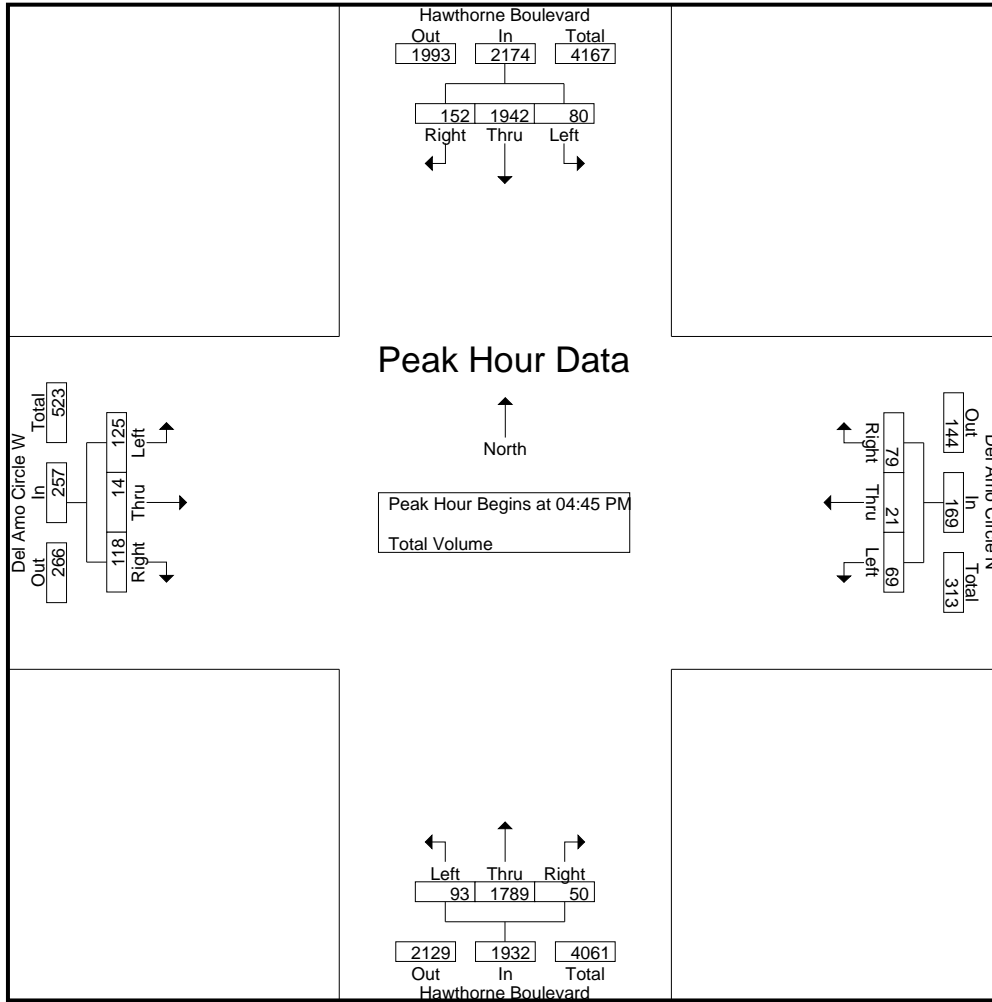 Hawthorne Boulevard
Out In Total
1993 2174 4167
152 1942 80
Right Thru Left
Peak Hour Data
North
Peak Hour Begins at 04:45 PM
Total Volume
Del Amo Circle W
Out In Total
266 257 523
118 14 125
Right Thru Left
Del Amo Circle N
Out In Total
144 169 313
79 21 69
Right Thru Left
Left Thru Right
93 1789 50
2129 1932 4061
Out In Total
Hawthorne Boulevard